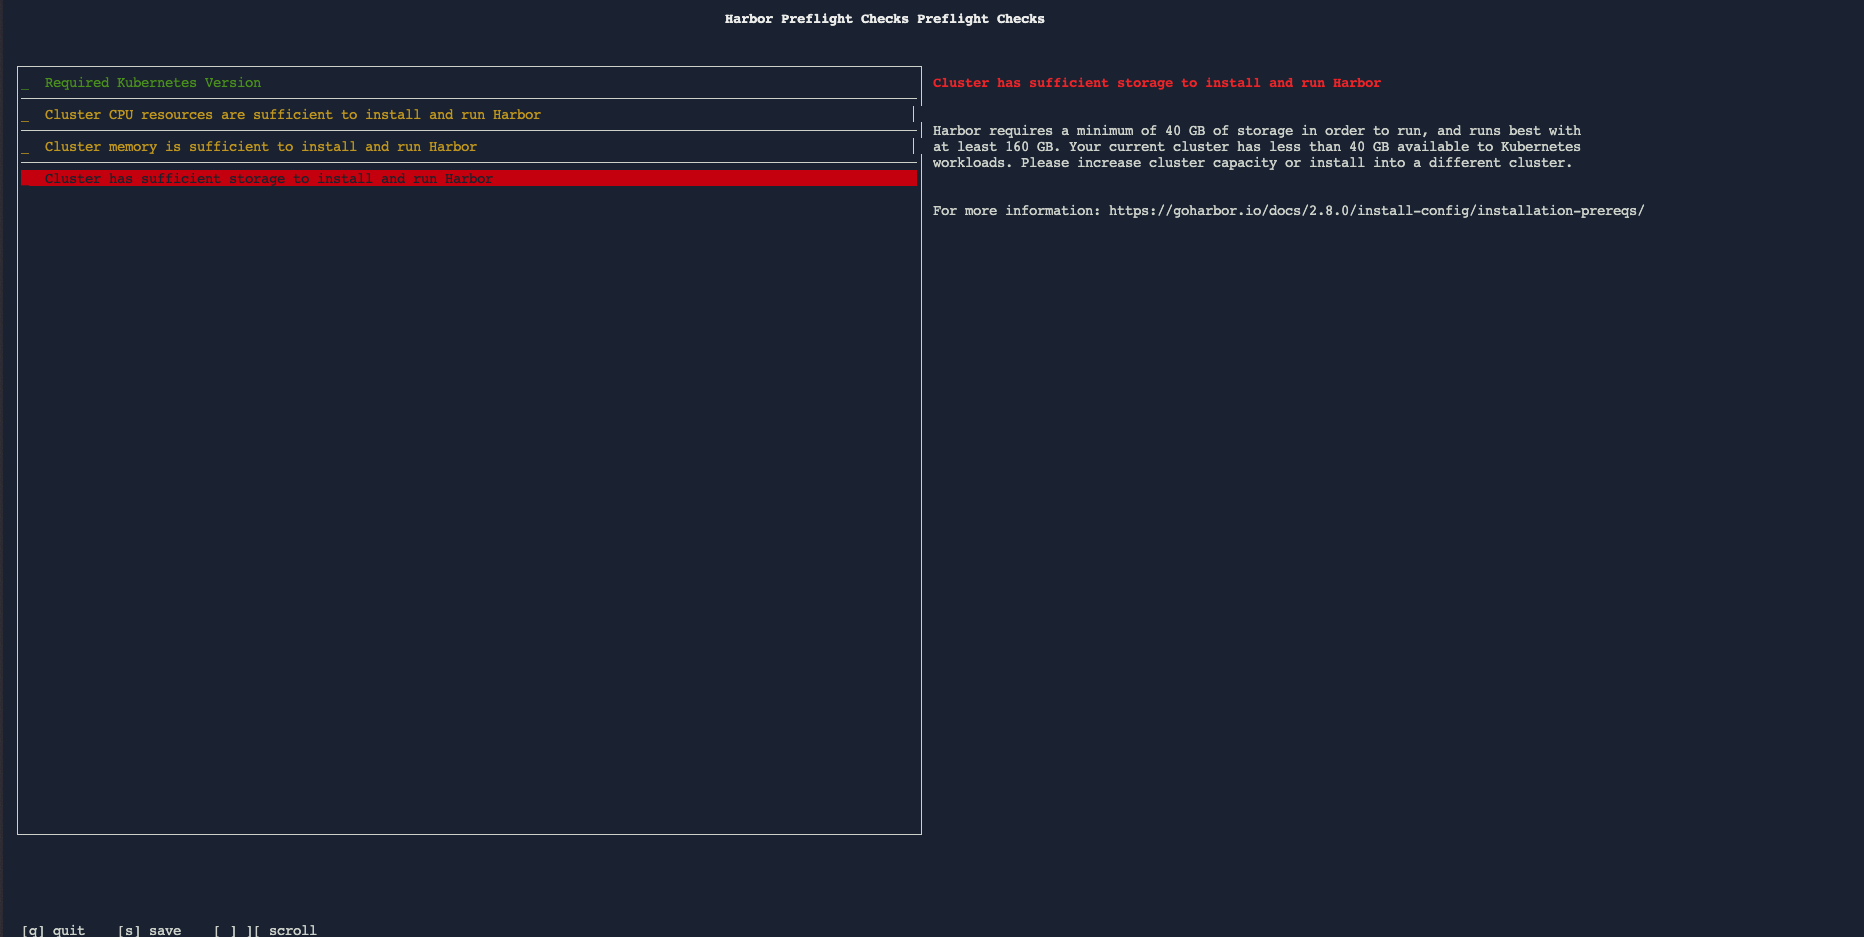 Harbor Preflight Checks Preflight Checks
_ Required Kubernetes Version
_ Cluster CPU resources are sufficient to install and run Harbor
_ Cluster memory is sufficient to install and run Harbor
Cluster has sufficient storage to install and run Harbor
Cluster has sufficient storage to install and run Harbor
Harbor requires a minimum of 40 GB of storage in order to run, and runs best with
at least 160 GB. Your current cluster has less than 40 GB available to Kubernetes
workloads. Please increase cluster capacity or install into a different cluster.
For more information: https://goharbor.io/docs/2.8.0/install-config/installation-prereqs/
[q] quit    [s] save    [ ] ][ scroll